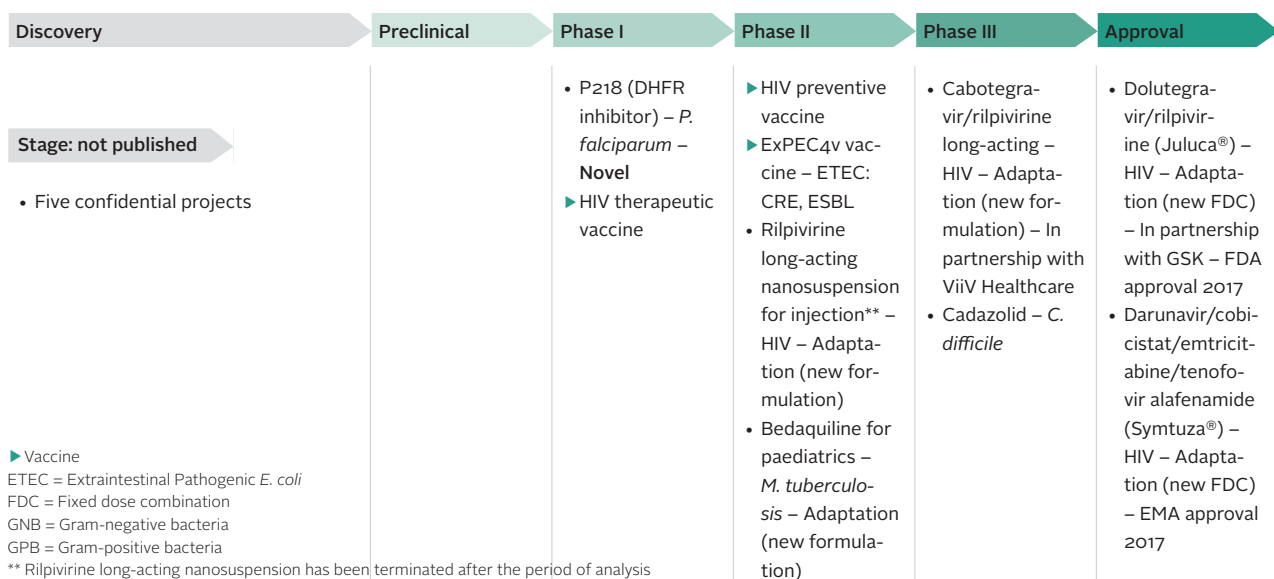 Discovery
Preclinical
Phase I
Phase II
Phase III
Approval
Stage: not published
• Five confidential projects
• P218 (DHFR
inhibitor) – P.
falciparum –
Novel
▶HIV therapeutic
vaccine
▶HIV preventive
vaccine
▶ExPEC4v vac-
cine – ETEC:
CRE, ESBL
• Rilpivirine
long-acting
nanosuspension
for injection** –
HIV – Adapta-
tion (new for-
mulation)
• Bedaquiline for
paediatrics –
M. tuberculo-
sis – Adaptation
(new formula-
tion)
• Cabotegra-
vir/rilpivirine
long-acting –
HIV – Adapta-
tion (new for-
mulation) – In
partnership with
ViiV Healthcare
• Cadazolid – C.
difficile
• Dolutegra-
vir/rilpivir-
ine (Juluca®) –
HIV – Adapta-
tion (new FDC)
– In partnership
with GSK – FDA
approval 2017
• Darunavir/cobi-
cistat/emtricit-
abine/tenofo-
vir alafenamide
(Symtuza®) –
HIV – Adapta-
tion (new FDC)
– EMA approval
2017
▶ Vaccine
ETEC = Extraintestinal Pathogenic E. coli
FDC = Fixed dose combination
GNB = Gram-negative bacteria
GPB = Gram-positive bacteria
** Rilpivirine long-acting nanosuspension has been terminated after the period of analysis